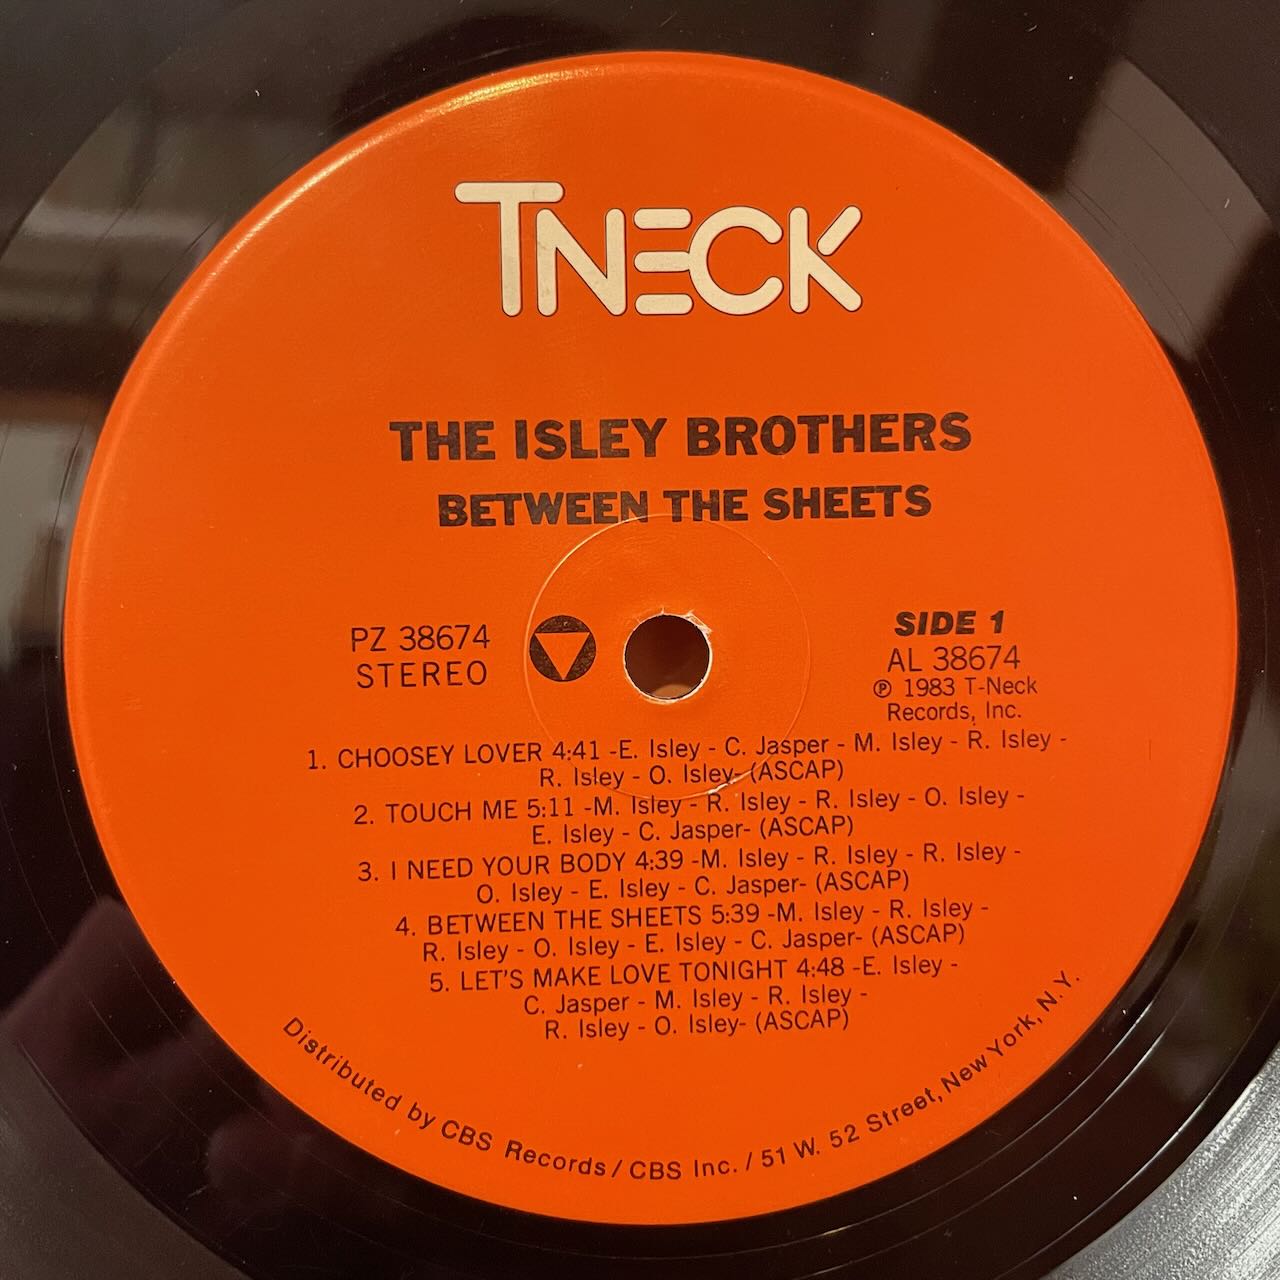 TNECK
THE ISLEY BROTHERS
BETWEEN THE SHEETS
PZ 38674
STEREO
SIDE 1
AL 38674
℗ 1983 T-Neck
Records, Inc.
1. CHOOSEY LOVER 4:41 -E. Isley - C. Jasper - M. Isley - R. Isley -
R. Isley - O. Isley- (ASCAP)
2. TOUCH ME 5:11 -M. Isley - R. Isley - R. Isley - O. Isley -
E. Isley - C. Jasper- (ASCAP)
3. I NEED YOUR BODY 4:39 -M. Isley - R. Isley - R. Isley -
O. Isley - E. Isley - C. Jasper- (ASCAP)
4. BETWEEN THE SHEETS 5:39 -M. Isley - R. Isley -
R. Isley - O. Isley - E. Isley - C. Jasper- (ASCAP)
5. LET'S MAKE LOVE TONIGHT 4:48 -E. Isley -
C. Jasper - M. Isley - R. Isley -
R. Isley - O. Isley- (ASCAP)
Distributed by CBS Records / CBS Inc. / 51 W. 52 Street, New York, N.Y.